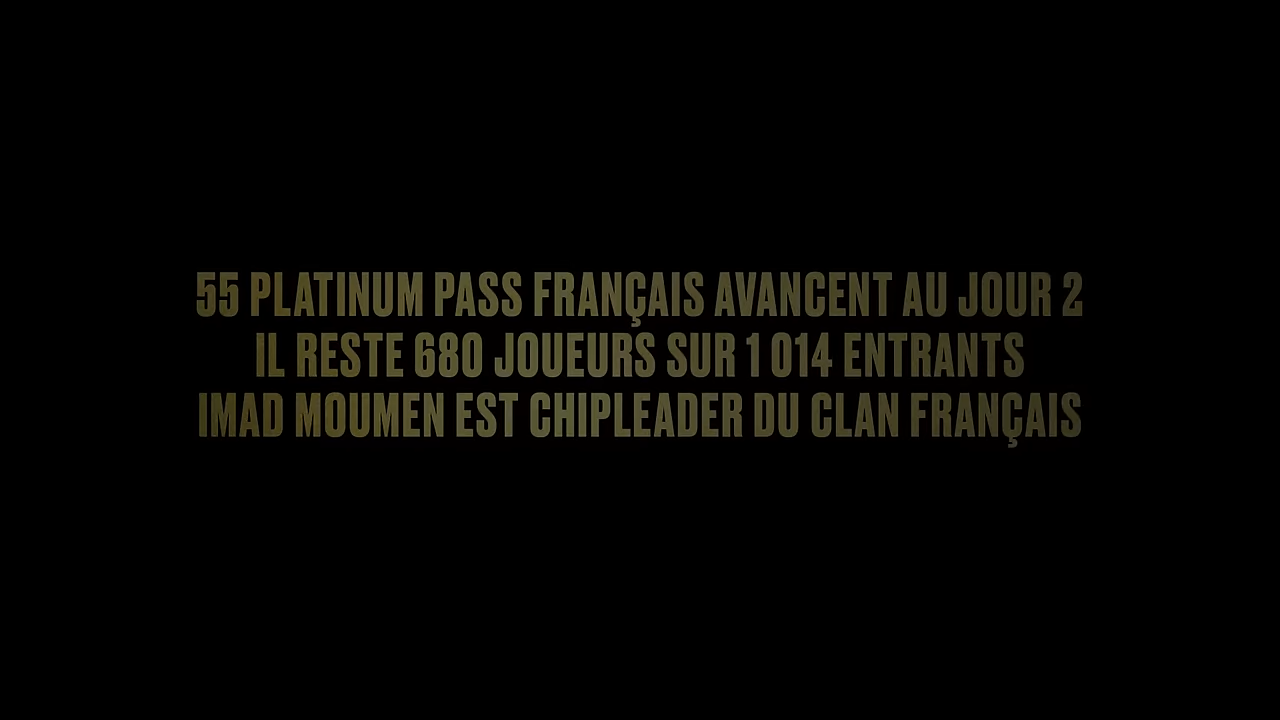 55 PLATINUM PASS FRANÇAIS AVANCENT AU JOUR 2
IL RESTE 680 JOUEURS SUR 1 014 ENTRANTS
IMAD MOUMEN EST CHIPLEADER DU CLAN FRANÇAIS